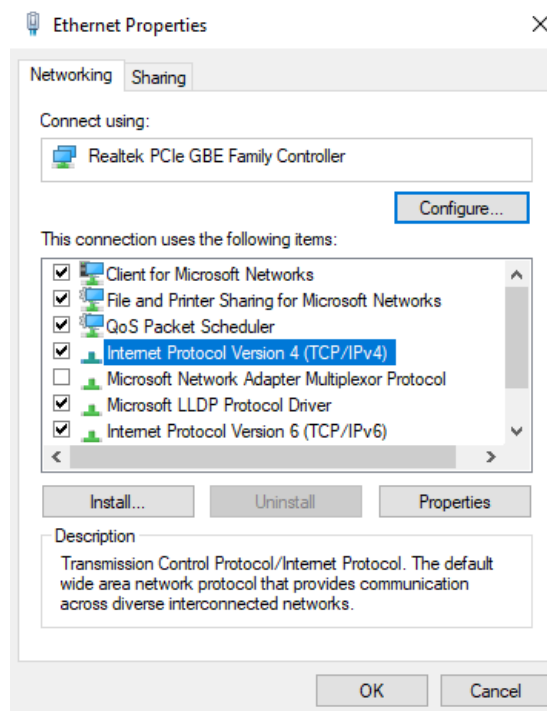 Ethernet Properties
Networking
Sharing
Connect using:
Realtek PCIe GBE Family Controller
Configure...
This connection uses the following items:
Client for Microsoft Networks
File and Printer Sharing for Microsoft Networks
QoS Packet Scheduler
Internet Protocol Version 4 (TCP/IPv4)
Microsoft Network Adapter Multiplexor Protocol
Microsoft LLDP Protocol Driver
Internet Protocol Version 6 (TCP/IPv6)
Install...
Uninstall
Properties
Description
Transmission Control Protocol/Internet Protocol. The default
wide area network protocol that provides communication
across diverse interconnected networks.
OK
Cancel